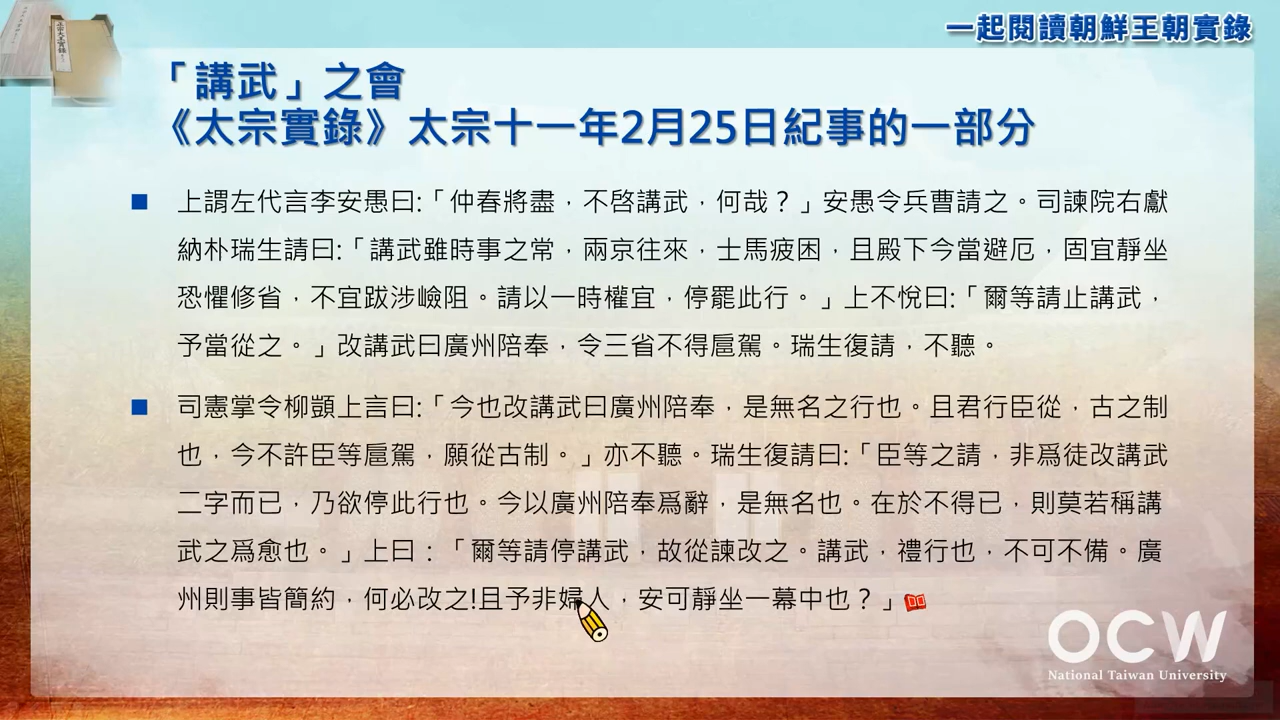 一起閱讀朝鮮王朝實錄
「講武」之會
《太宗實錄》太宗十一年2月25日紀事的一部分
上謂左代言李安愚曰:「仲春將盡，不啓講武，何哉？」安愚令兵曹請之。司諫院右獻
納朴瑞生請曰:「講武雖時事之常，兩京往來，士馬疲困，且殿下今當避厄，固宜靜坐
恐懼修省，不宜跋涉嶮阻。請以一時權宜，停罷此行。」上不悅曰:「爾等請止講武，
予當從之。」改講武曰廣州陪奉，令三省不得扈駕。瑞生復請，不聽。
司憲掌令柳顗上言曰:「今也改講武曰廣州陪奉，是無名之行也。且君行臣從，古之制
也，今不許臣等扈駕，願從古制。」亦不聽。瑞生復請曰:「臣等之請，非爲徒改講武
二字而已，乃欲停此行也。今以廣州陪奉爲辭，是無名也。在於不得已，則莫若稱講
武之爲愈也。」上曰：「爾等請停講武，故從諫改之。講武，禮行也，不可不備。廣
州則事皆簡約，何必改之!且予非婦人，安可靜坐一幕中也？」
OCW
National Taiwan University